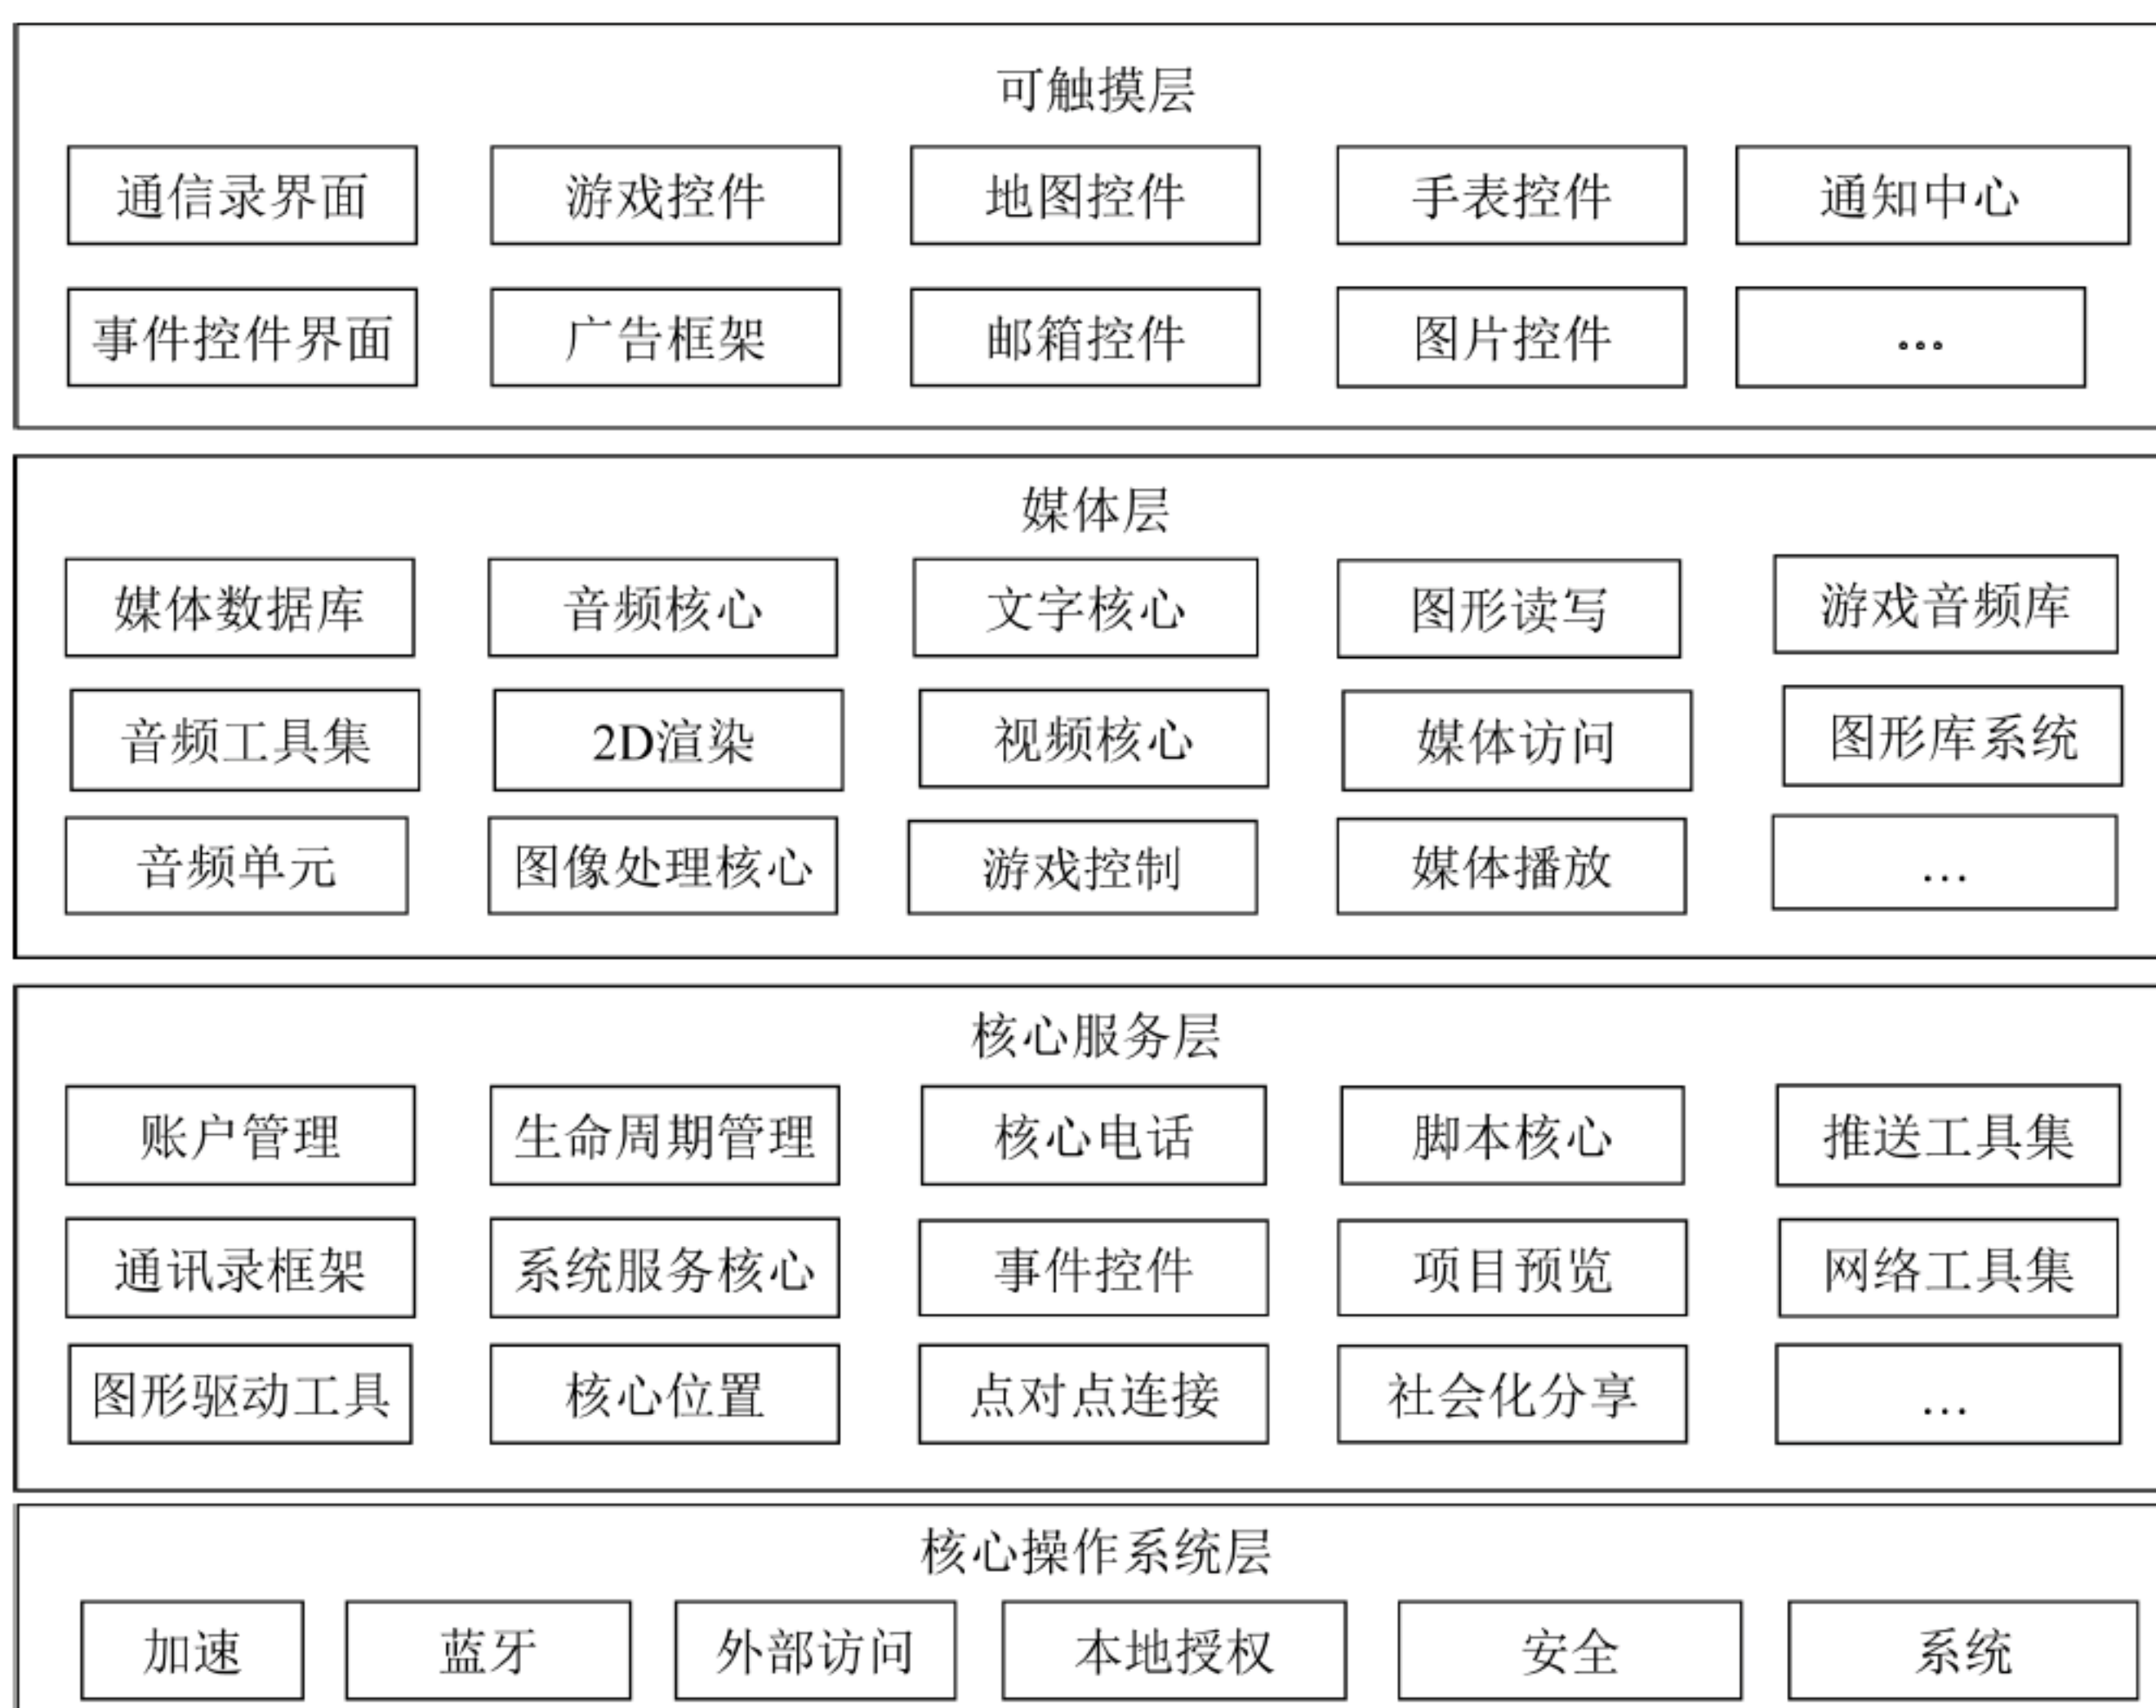 可触摸层
通信录界面 游戏控件 地图控件 手表控件 通知中心
事件控件界面 广告框架 邮箱控件 图片控件 …
媒体层
媒体数据库 音频核心 文字核心 图形读写 游戏音频库
音频工具集 2D渲染 视频核心 媒体访问 图形库系统
音频单元 图像处理核心 游戏控制 媒体播放 …
核心服务层
账户管理 生命周期管理 核心电话 脚本核心 推送工具集
通讯录框架 系统服务核心 事件控件 项目预览 网络工具集
图形驱动工具 核心位置 点对点连接 社会化分享 …
核心操作系统层
加速 蓝牙 外部访问 本地授权 安全 系统